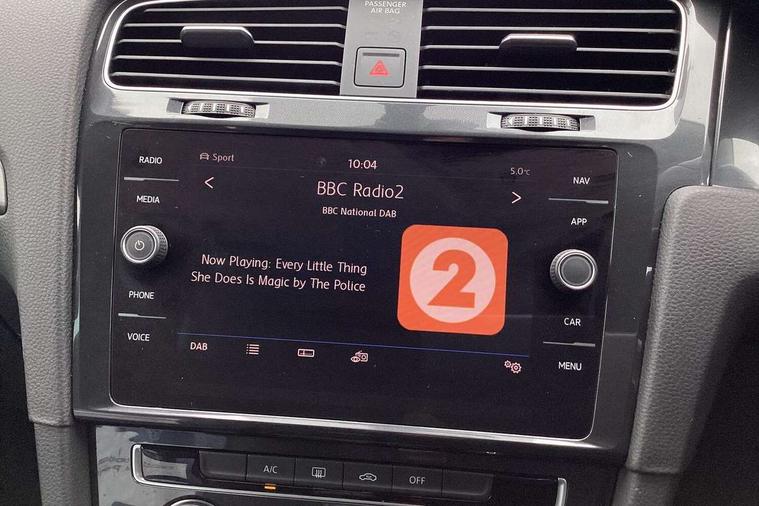 PASSENGER
AIR BAG
RADIO
Sport
10:04
5.0°C
NAV
MEDIA
BBC Radio2
APP
BBC National DAB
Now Playing: Every Little Thing
She Does Is Magic by The Police
2
PHONE
CAR
VOICE
DAB
MENU
A/C
OFF